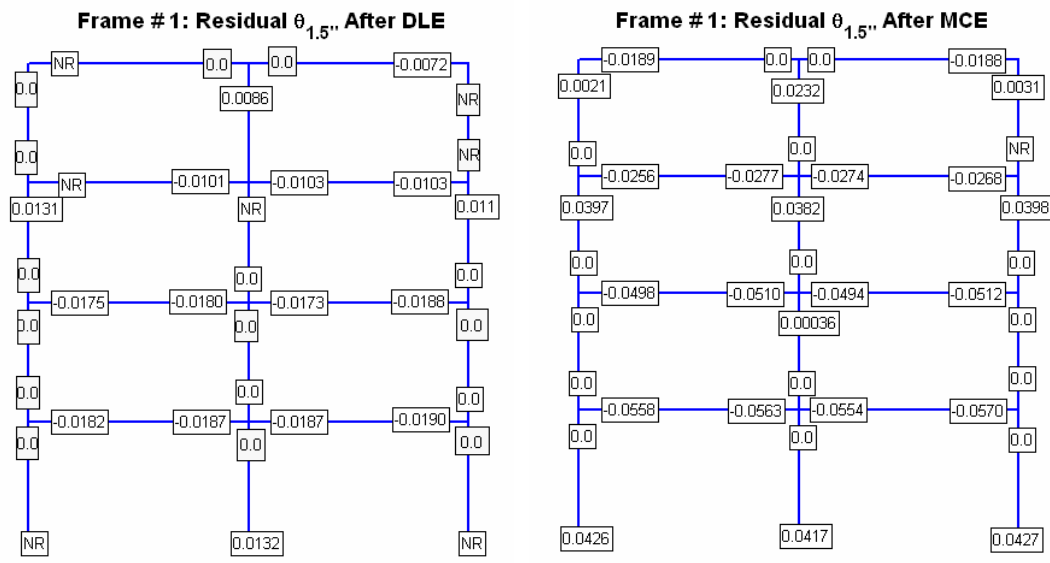 Frame # 1: Residual θ1.5" After DLE
NR 0.0 0.0 -0.0072
0.0 0.0086 NR
0.0 NR
NR -0.0101 -0.0103 -0.0103
0.0131 NR 0.011
0.0 0.0 0.0
-0.0175 -0.0180 -0.0173 -0.0188
0.0 0.0 0.0
0.0 0.0 0.0
-0.0182 -0.0187 -0.0187 -0.0190
0.0 0.0 0.0
NR 0.0132 NR
Frame # 1: Residual θ1.5" After MCE
-0.0189 0.0 0.0 -0.0188
0.0021 0.0232 0.0031
0.0 0.0 NR
-0.0256 -0.0277 -0.0274 -0.0268
0.0397 0.0382 0.0398
0.0 0.0 0.0
-0.0498 -0.0510 -0.0494 -0.0512
0.0 0.00036 0.0
0.0 0.0 0.0
-0.0558 -0.0563 -0.0554 -0.0570
0.0 0.0 0.0
0.0426 0.0417 0.0427